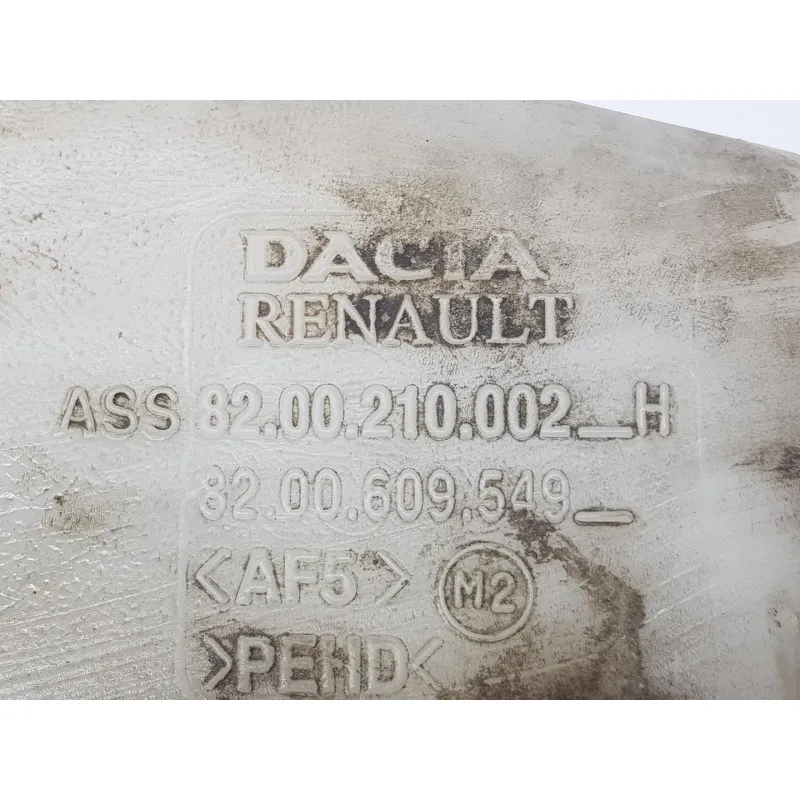 DACIA
RENAULT
ASS 82.00.210.002_H
82.00.609.549_
<AF5> M2
>PEHD<